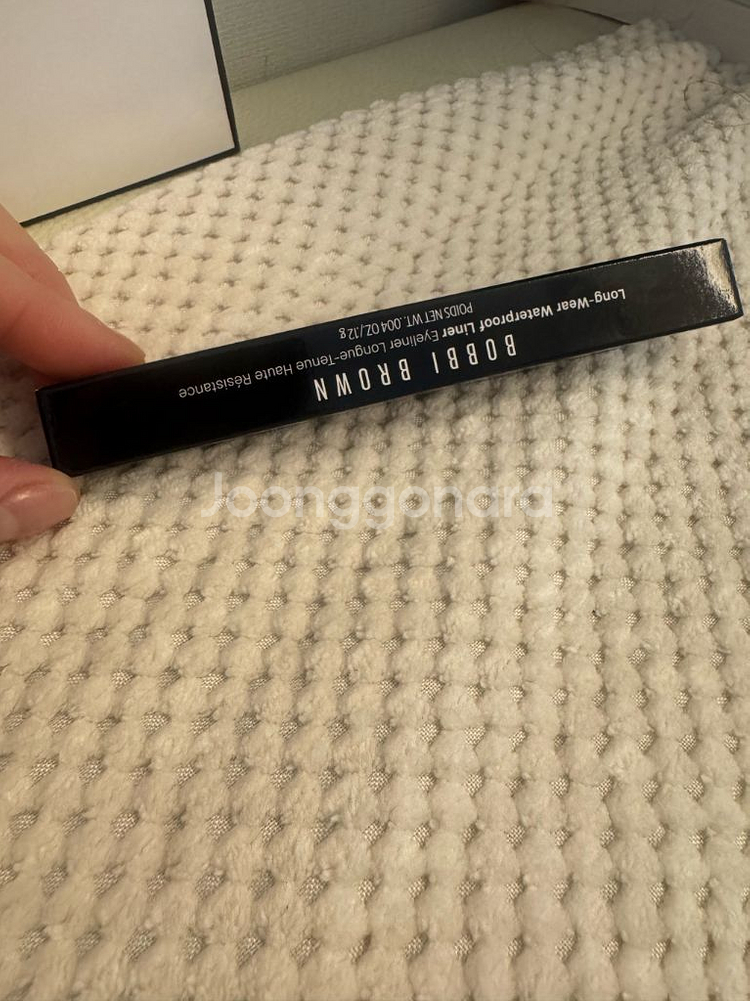 BOBBI BROWN
Long-Wear Waterproof Liner Eyeliner Longue-Tenue Haute Résistance
POIDS NET WT. .004 OZ./.12 g
Joonggonara